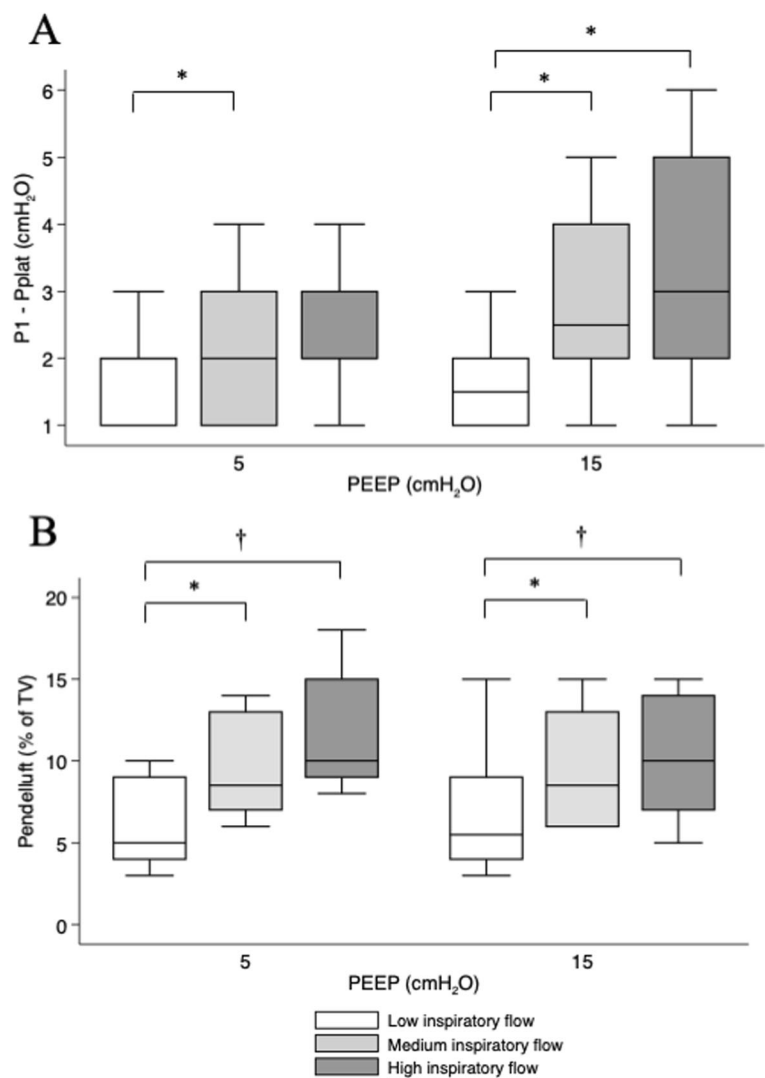 A
*
*
*
6
5
4
3
2
1
P1 - Pplat (cmH₂O)
5
15
PEEP (cmH₂O)
B
†
†
*
*
20
15
10
5
0
Pendelluft (% of TV)
5
15
PEEP (cmH₂O)
Low inspiratory flow
Medium inspiratory flow
High inspiratory flow